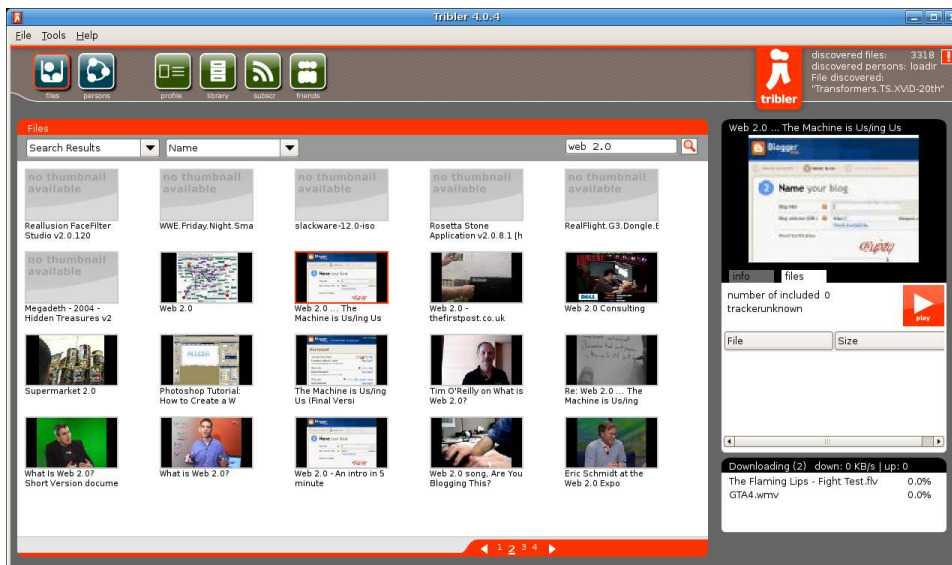 Tribler 4.0.4
File Tools Help
files persons profile library subscr friends
tribler
discovered files: 3318
discovered persons: loadir
File discovered:
"Transformers.TS.XViD-20th"
Files
Search Results Name web 2.0
no thumbnail available
no thumbnail available
no thumbnail available
no thumbnail available
no thumbnail available
Reallusion FaceFilter
Studio v2.0.120
WWE.Friday.Night.Sma
slackware-12.0-iso
Rosetta Stone
Application v2.0.8.1 [h
RealFlight.G3.Dongle.E
no thumbnail available
Megadeth - 2004 -
Hidden Treasures v2
Web 2.0
Web 2.0 ... The
Machine is Us/ing Us
Web 2.0 -
thefirstpost.co.uk
DELL
Web 2.0 Consulting
Supermarket 2.0
Photoshop Tutorial:
How to Create a W
The Machine is Us/ing
Us (Final Versi
Tim O'Reilly on What is
Web 2.0?
Re: Web 2.0 ... The
Machine is Us/ing
What Is Web 2.0?
Short Version docume
What is Web 2.0?
Web 2.0 - An intro in 5
minute
Web 2.0 song, Are You
Blogging This?
Eric Schmidt at the
Web 2.0 Expo
1 2 3 4
Web 2.0 ... The Machine is Us/ing Us
Blogger
2 Name your blog
info files
number of included 0
trackerunknown
play
File Size
Downloading (2) down: 0 KB/s | up: 0
The Flaming Lips - Fight Test.flv 0.0%
GTA4.wmv 0.0%